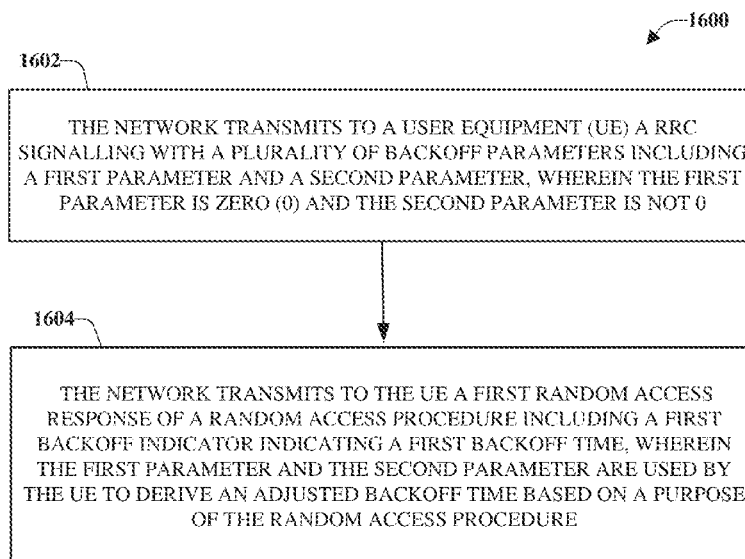 1600
1602
THE NETWORK TRANSMITS TO A USER EQUIPMENT (UE) A RRC
SIGNALLING WITH A PLURALITY OF BACKOFF PARAMETERS INCLUDING
A FIRST PARAMETER AND A SECOND PARAMETER, WHEREIN THE FIRST
PARAMETER IS ZERO (0) AND THE SECOND PARAMETER IS NOT 0
1604
THE NETWORK TRANSMITS TO THE UE A FIRST RANDOM ACCESS
RESPONSE OF A RANDOM ACCESS PROCEDURE INCLUDING A FIRST
BACKOFF INDICATOR INDICATING A FIRST BACKOFF TIME, WHEREIN
THE FIRST PARAMETER AND THE SECOND PARAMETER ARE USED BY
THE UE TO DERIVE AN ADJUSTED BACKOFF TIME BASED ON A PURPOSE
OF THE RANDOM ACCESS PROCEDURE